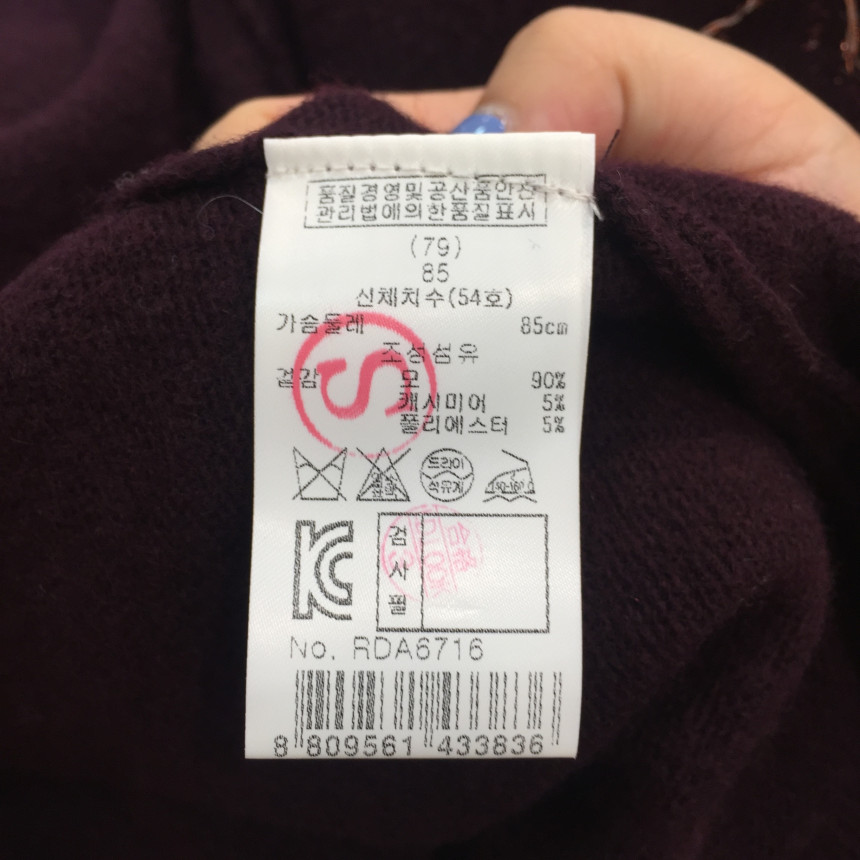 품질경영및공산품안전
관리법에의한품질표시
(79)
85
신체치수(54호)
가슴둘레 85cm
조성섬유
겉감 모 90%
캐시미어 5%
폴리에스터 5%
S
드라이
석유계
검사필
No. RDA6716
8 809561 433836